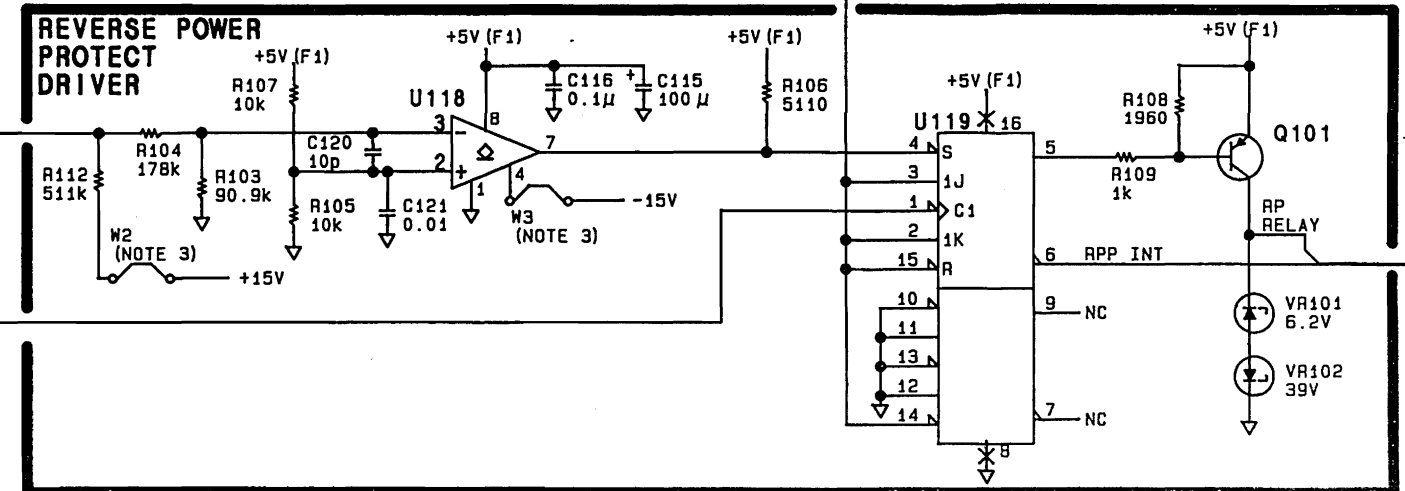 REVERSE POWER
PROTECT
DRIVER
+5V (F1)
R107
10k
+5V (F1)
U118
C116
0.1µ
+
C115
100 µ
+5V (F1)
R106
5110
3
−
8
7
2
+
4
1
R104
178k
R112
511k
R103
90.9k
C120
10p
R105
10k
C121
0.01
W2
(NOTE 3)
+15V
W3
(NOTE 3)
-15V
+5V (F1)
U119
16
4
S
3
1J
1
C1
2
1K
15
R
10
11
13
12
14
5
6
9
NC
7
NC
8
+5V (F1)
R108
1960
Q101
R109
1k
RP
RELAY
RPP INT
VR101
6.2V
VR102
39V